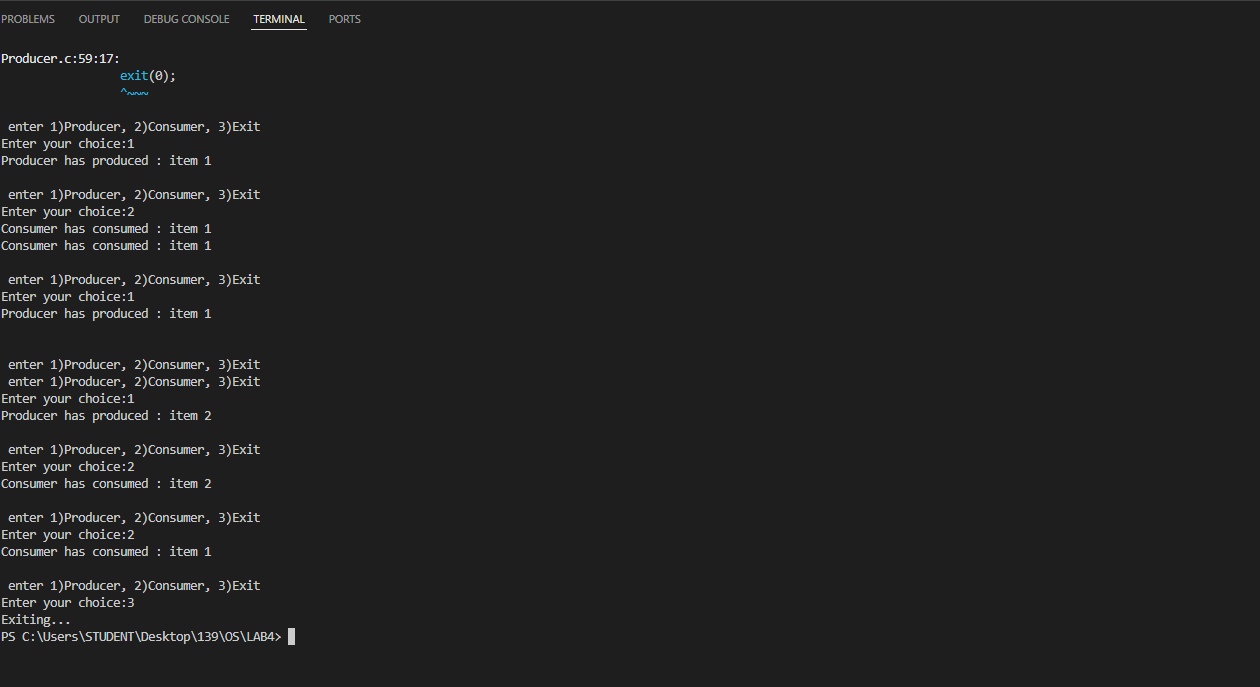 PROBLEMS OUTPUT DEBUG CONSOLE TERMINAL PORTS
Producer.c:59:17:
exit(0);
^~~~
enter 1)Producer, 2)Consumer, 3)Exit
Enter your choice:1
Producer has produced : item 1
enter 1)Producer, 2)Consumer, 3)Exit
Enter your choice:2
Consumer has consumed : item 1
Consumer has consumed : item 1
enter 1)Producer, 2)Consumer, 3)Exit
Enter your choice:1
Producer has produced : item 1
enter 1)Producer, 2)Consumer, 3)Exit
enter 1)Producer, 2)Consumer, 3)Exit
Enter your choice:1
Producer has produced : item 2
enter 1)Producer, 2)Consumer, 3)Exit
Enter your choice:2
Consumer has consumed : item 2
enter 1)Producer, 2)Consumer, 3)Exit
Enter your choice:2
Consumer has consumed : item 1
enter 1)Producer, 2)Consumer, 3)Exit
Enter your choice:3
Exiting...
PS C:\Users\STUDENT\Desktop\139\OS\LAB4>